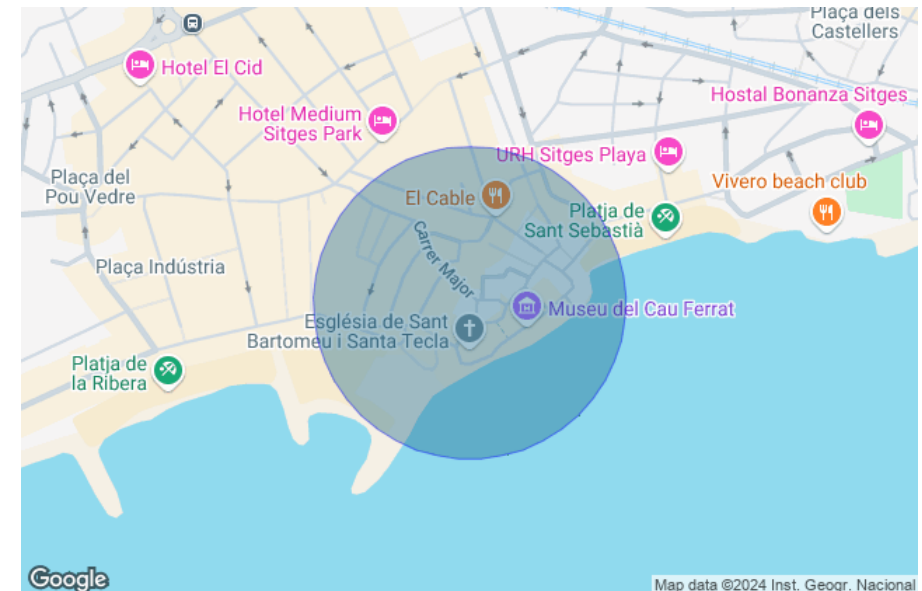 Plaça dels
Castellers
Hotel El Cid
Hostal Bonanza Sitges
Hotel Medium
Sitges Park
URH Sitges Playa
Plaça del
Pou Vedre
Vivero beach club
El Cable
Platja de
Sant Sebastià
Carrer Major
Plaça Indústria
Museu del Cau Ferrat
Església de Sant
Bartomeu i Santa Tecla
Platja de
la Ribera
Google
Map data ©2024 Inst. Geogr. Nacional